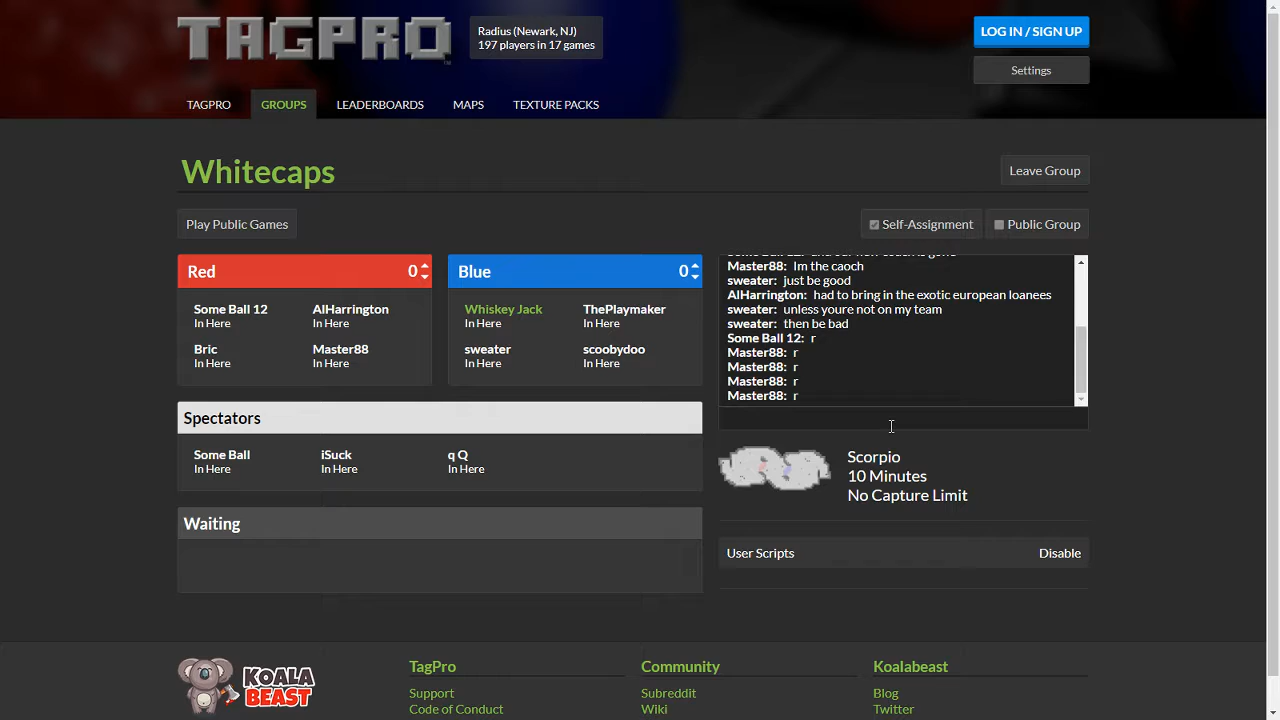 TAGPRO
Radius (Newark, NJ)
197 players in 17 games
LOG IN / SIGN UP
Settings
TAGPRO GROUPS LEADERBOARDS MAPS TEXTURE PACKS
Whitecaps
Leave Group
Play Public Games
Self-Assignment
Public Group
Red 0
Some Ball 12
In Here
AlHarrington
In Here
Bric
In Here
Master88
In Here
Blue 0
Whiskey Jack
In Here
ThePlaymaker
In Here
sweater
In Here
scoobydoo
In Here
Spectators
Some Ball
In Here
iSuck
In Here
q Q
In Here
Waiting
Master88: Im the caoch
sweater: just be good
AlHarrington: had to bring in the exotic european loanees
sweater: unless youre not on my team
sweater: then be bad
Some Ball 12: r
Master88: r
Master88: r
Master88: r
Master88: r
Scorpio
10 Minutes
No Capture Limit
User Scripts Disable
KOALA
BEAST
TagPro
Support
Code of Conduct
Community
Subreddit
Wiki
Koalabeast
Blog
Twitter